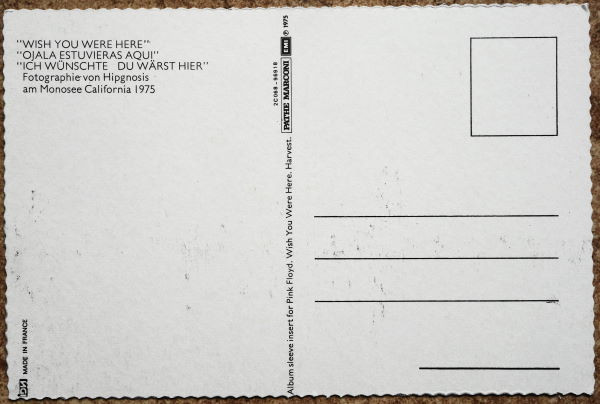 "WISH YOU WERE HERE"
"OJALA ESTUVIERAS AQUI"
"ICH WÜNSCHTE DU WÄRST HIER"
Fotographie von Hipgnosis
am Monosee California 1975
MADE IN FRANCE
Album sleeve insert for Pink Floyd. Wish You Were Here. Harvest.
2C068-96918
PATHE MARCONI EMI ℗ 1975